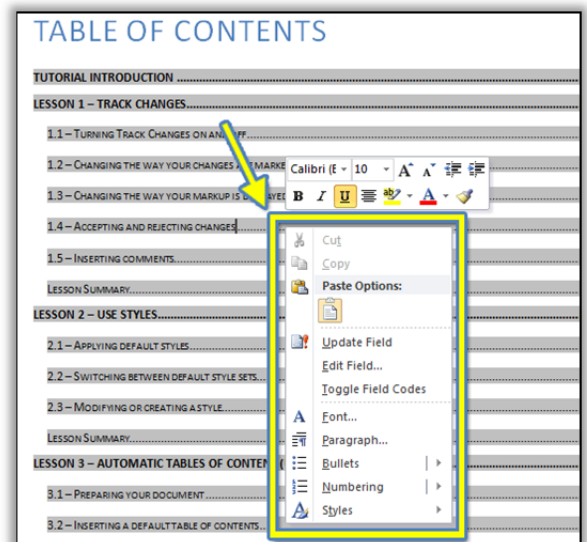 TABLE OF CONTENTS
TUTORIAL INTRODUCTION
LESSON 1 – TRACK CHANGES
1.1 – TURNING TRACK CHANGES ON AND OFF
1.2 – CHANGING THE WAY YOUR CHANGES ARE MARKE
1.3 – CHANGING THE WAY YOUR MARKUP IS DISPLAYED
1.4 – ACCEPTING AND REJECTING CHANGES
1.5 – INSERTING COMMENTS
LESSON SUMMARY
LESSON 2 – USE STYLES
2.1 – APPLYING DEFAULT STYLES
2.2 – SWITCHING BETWEEN DEFAULT STYLE SETS
2.3 – MODIFYING OR CREATING A STYLE
LESSON SUMMARY
LESSON 3 – AUTOMATIC TABLES OF CONTENT (
3.1 – PREPARING YOUR DOCUMENT
3.2 – INSERTING A DEFAULT TABLE OF CONTENTS
Calibri (E 10 A A
B I U ab A
Cut
Copy
Paste Options:
Update Field
Edit Field...
Toggle Field Codes
A Font...
Paragraph...
Bullets
Numbering
Styles